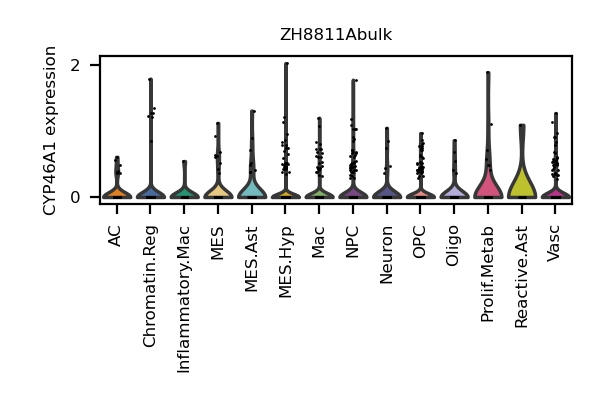 ZH8811Abulk
CYP46A1 expression
2
0
AC
Chromatin.Reg
Inflammatory.Mac
MES
MES.Ast
MES.Hyp
Mac
NPC
Neuron
OPC
Oligo
Prolif.Metab
Reactive.Ast
Vasc